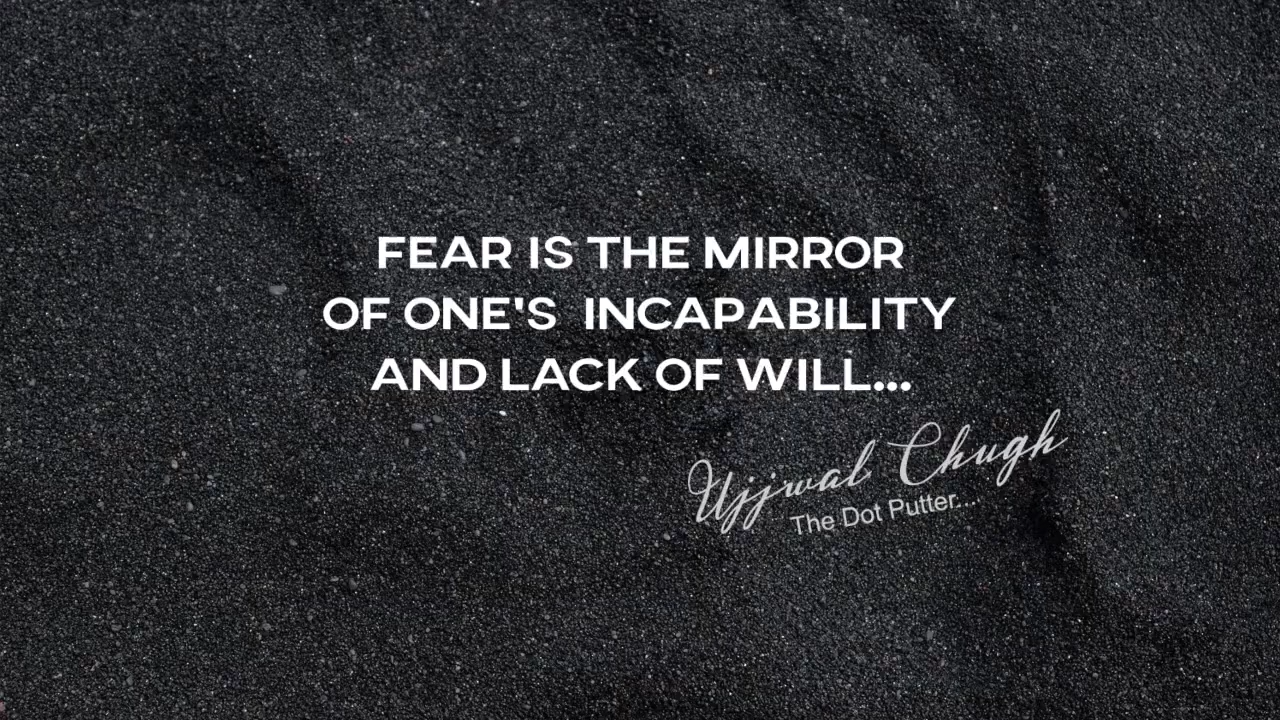 FEAR IS THE MIRROR
OF ONE'S INCAPABILITY
AND LACK OF WILL...
Ujjwal Chugh
The Dot Putter....